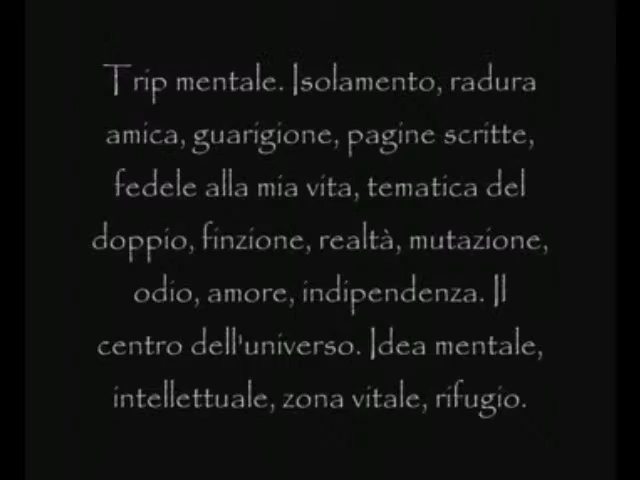 Trip mentale. Isolamento, radura
amica, guarigione, pagine scritte,
fedele alla mia vita, tematica del
doppio, finzione, realtà, mutazione,
odio, amore, indipendenza. Il
centro dell'universo. Idea mentale,
intellettuale, zona vitale, rifugio.